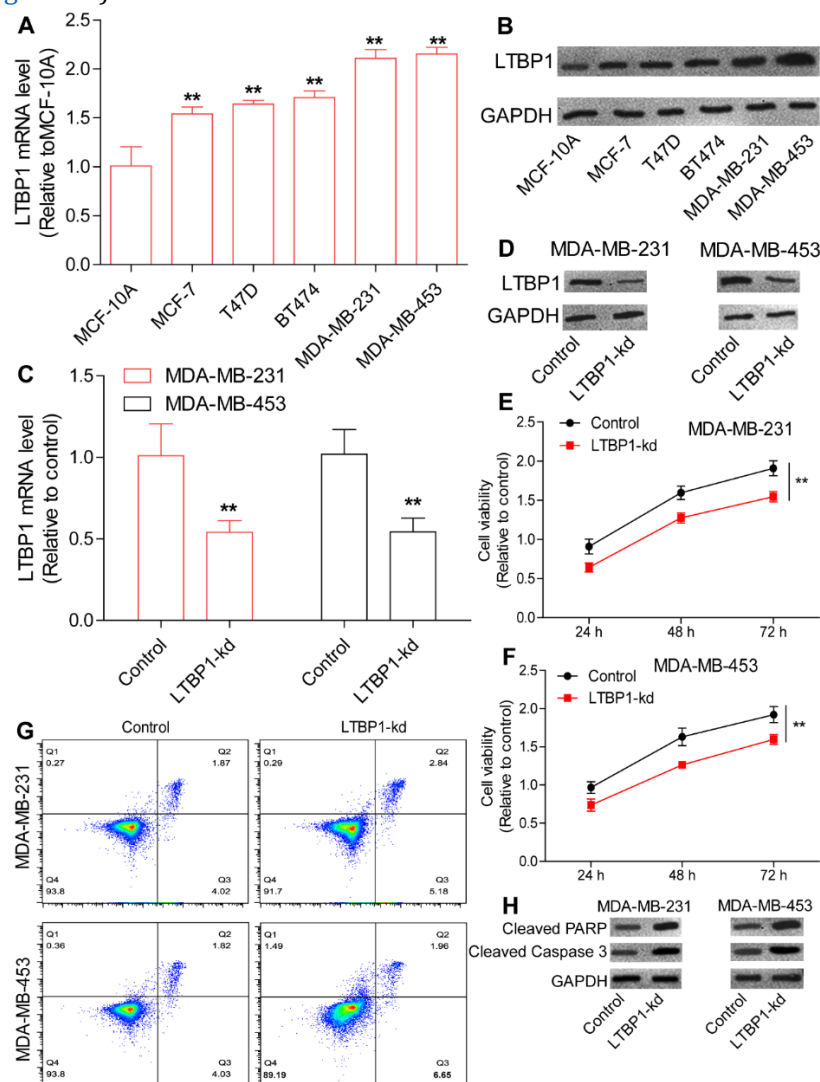 A
LTBP1 mRNA level
(Relative toMCF-10A)
2.5
2.0
1.5
1.0
0.5
0.0
**
**
**
**
**
MCF-10A
MCF-7
T47D
BT474
MDA-MB-231
MDA-MB-453
B
LTBP1
GAPDH
MCF-10A
MCF-7
T47D
BT474
MDA-MB-231
MDA-MB-453
C
LTBP1 mRNA level
(Relative to control)
1.5
1.0
0.5
0.0
MDA-MB-231
MDA-MB-453
**
**
Control
LTBP1-kd
Control
LTBP1-kd
D
MDA-MB-231
MDA-MB-453
LTBP1
GAPDH
Control
LTBP1-kd
Control
LTBP1-kd
E
Cell viability
(Relative to control)
2.5
2.0
1.5
1.0
0.5
0.0
Control
LTBP1-kd
MDA-MB-231
**
24 h
48 h
72 h
F
Cell viability
(Relative to control)
2.5
2.0
1.5
1.0
0.5
0.0
Control
LTBP1-kd
MDA-MB-453
**
24 h
48 h
72 h
G
Control
LTBP1-kd
MDA-MB-231
Q1
0.27
Q2
1.87
Q4
93.8
Q3
4.02
Q1
0.29
Q2
2.84
Q4
91.7
Q3
5.18
MDA-MB-453
Q1
0.36
Q2
1.82
Q4
93.8
Q3
4.03
Q1
1.49
Q2
1.96
Q4
89.19
Q3
6.65
H
MDA-MB-231
MDA-MB-453
Cleaved PARP
Cleaved Caspase 3
GAPDH
Control
LTBP1-kd
Control
LTBP1-kd